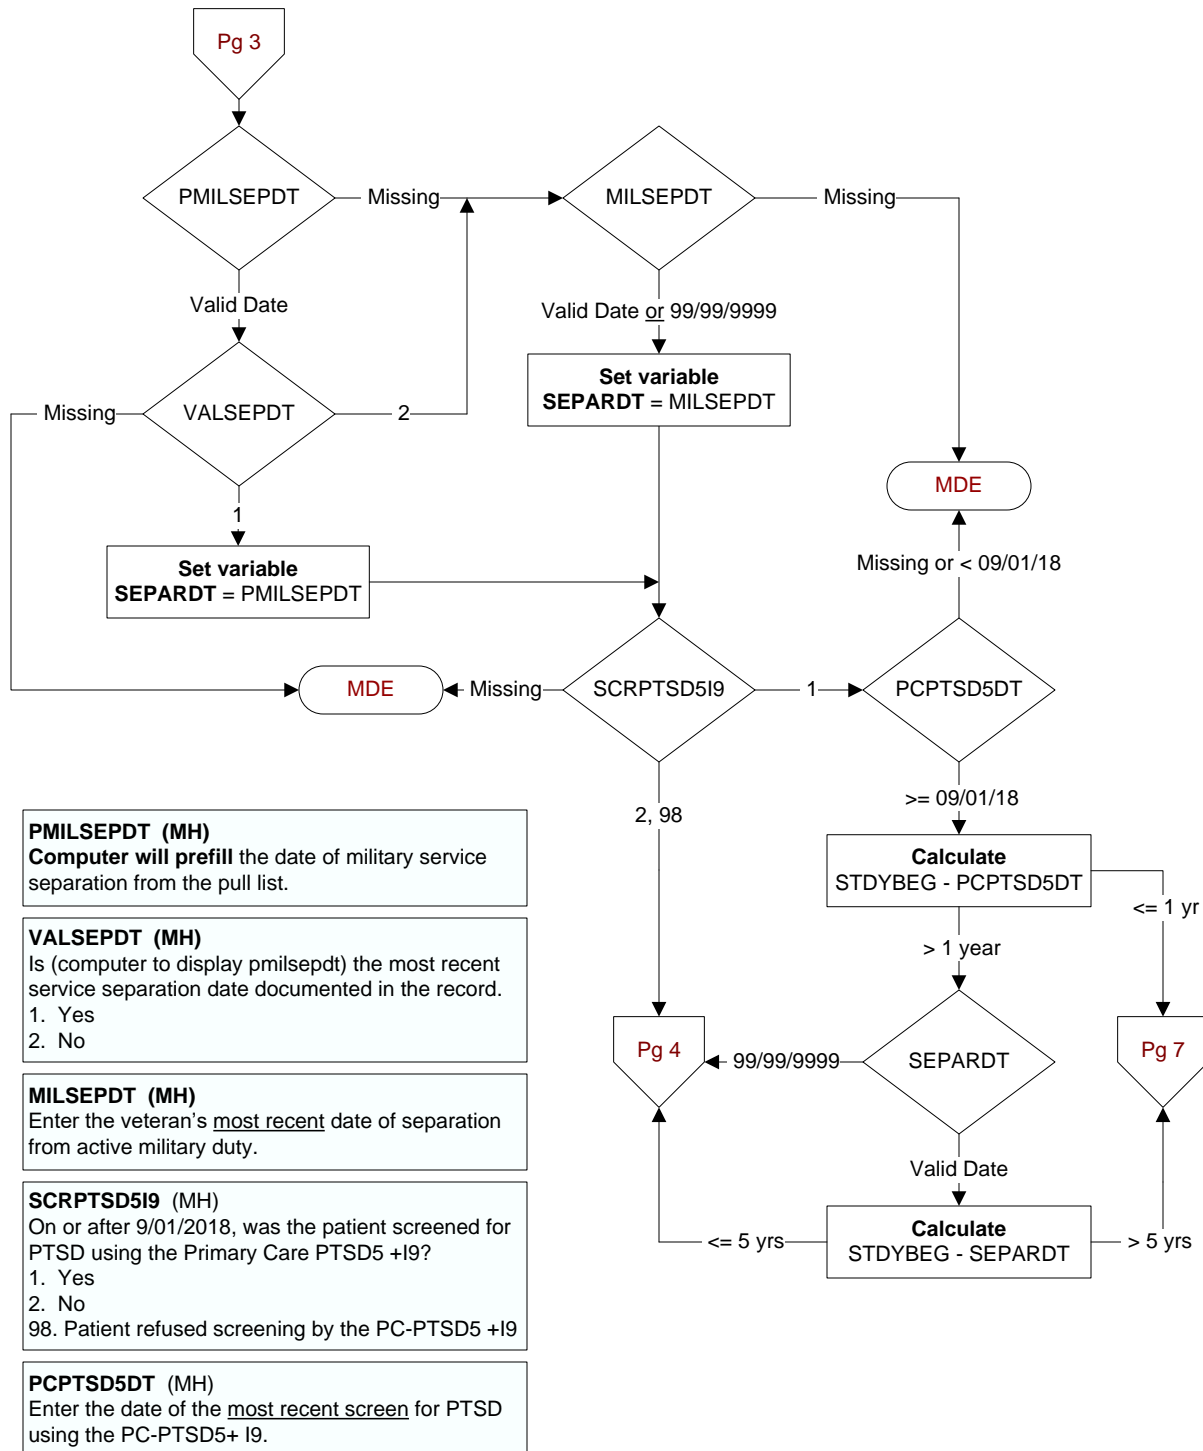 Pg 3
PMILSEPDT
Missing
MILSEPDT
Missing
Valid Date
Valid Date or 99/99/9999
Set variable
SEPARDT = MILSEPDT
Missing
VALSEPDT
2
1
MDE
Set variable
SEPARDT = PMILSEPDT
Missing or < 09/01/18
MDE
Missing
SCRPTSD5I9
1
PCPTSD5DT
2, 98
>= 09/01/18
Calculate
STDYBEG - PCPTSD5DT
<= 1 yr
> 1 year
Pg 4
99/99/9999
SEPARDT
Pg 7
Valid Date
<= 5 yrs
Calculate
STDYBEG - SEPARDT
> 5 yrs
PMILSEPDT (MH)
Computer will prefill the date of military service
separation from the pull list.
VALSEPDT (MH)
Is (computer to display pmilsepdt) the most recent
service separation date documented in the record.
1. Yes
2. No
MILSEPDT (MH)
Enter the veteran’s most recent date of separation
from active military duty.
SCRPTSD5I9 (MH)
On or after 9/01/2018, was the patient screened for
PTSD using the Primary Care PTSD5 +I9?
1. Yes
2. No
98. Patient refused screening by the PC-PTSD5 +I9
PCPTSD5DT (MH)
Enter the date of the most recent screen for PTSD
using the PC-PTSD5+ I9.